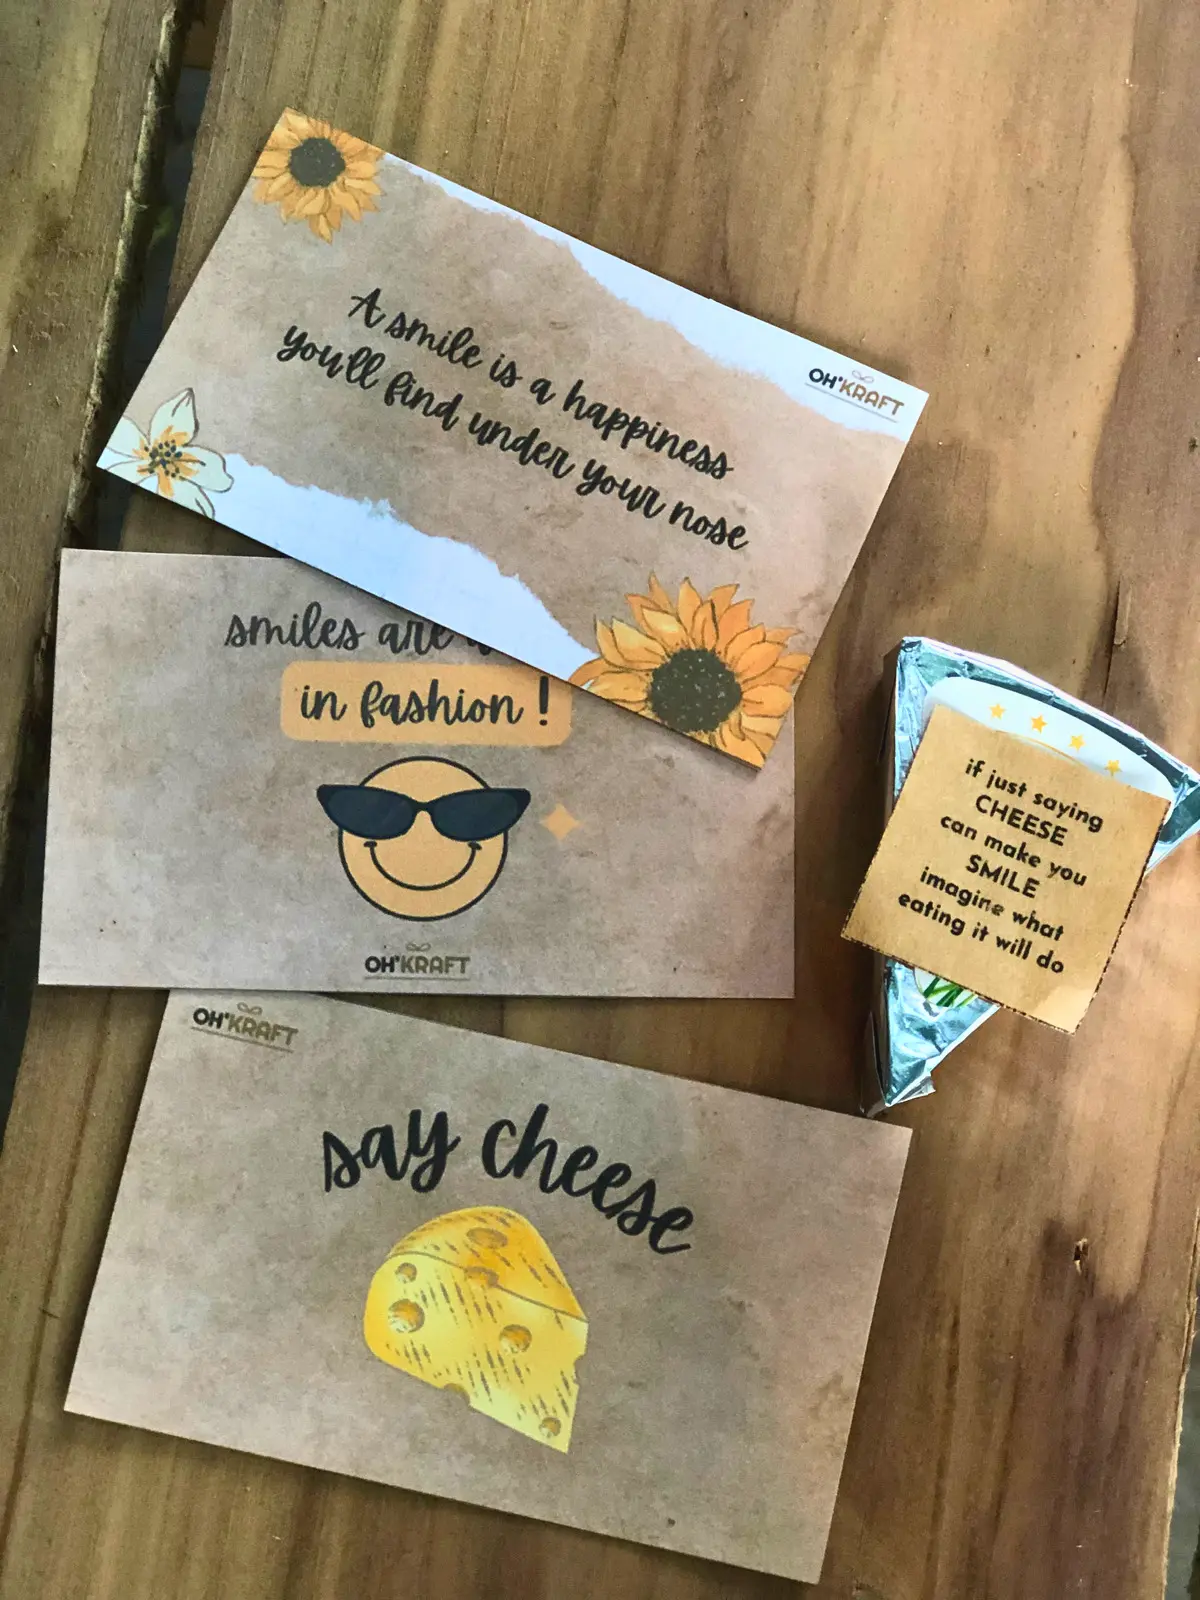 A smile is a happiness
you'll find under your nose
OH'KRAFT
smiles are
in fashion !
OH'KRAFT
OH'KRAFT
say cheese
if just saying
CHEESE
can make you
SMILE
imagine what
eating it will do